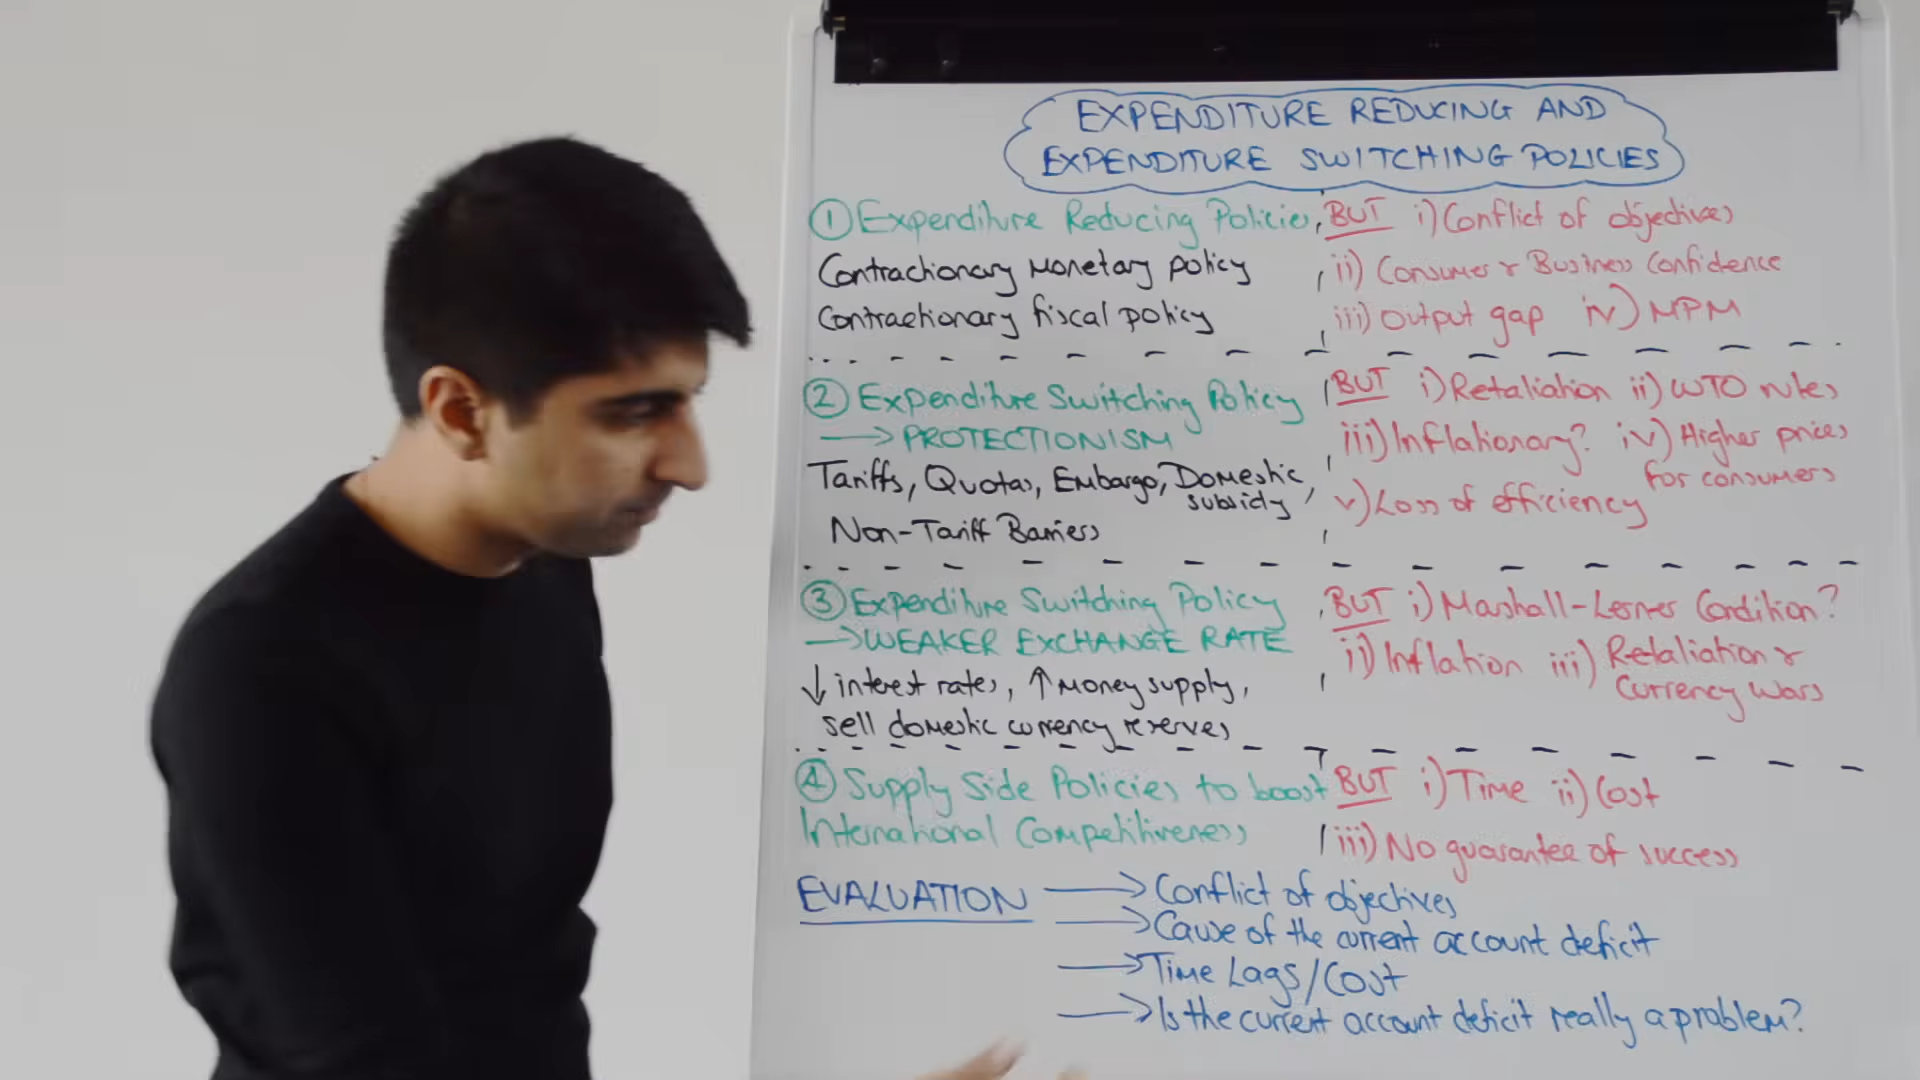 EXPENDITURE REDUCING AND
EXPENDITURE SWITCHING POLICIES
① Expenditure Reducing Policies
Contractionary Monetary policy
Contractionary fiscal policy
BUT i) Conflict of objectives
ii) Consumer & Business Confidence
iii) Output gap iv) MPM
② Expenditure Switching Policy
→ PROTECTIONISM
Tariffs, Quotas, Embargo, Domestic
subsidy
Non-Tariff Barriers
BUT i) Retaliation ii) WTO rules
iii) Inflationary? iv) Higher prices
for consumers
v) Loss of efficiency
③ Expenditure Switching Policy
→ WEAKER EXCHANGE RATE
↓ interest rates, ↑ Money supply,
sell domestic currency reserves
BUT i) Marshall-Lerner Condition?
ii) Inflation iii) Retaliation &
Currency Wars
④ Supply Side Policies to boost
International Competitiveness
BUT i) Time ii) Cost
iii) No guarantee of success
EVALUATION → Conflict of objectives
→ Cause of the current account deficit
→ Time Lags/Cost
→ Is the current account deficit really a problem?